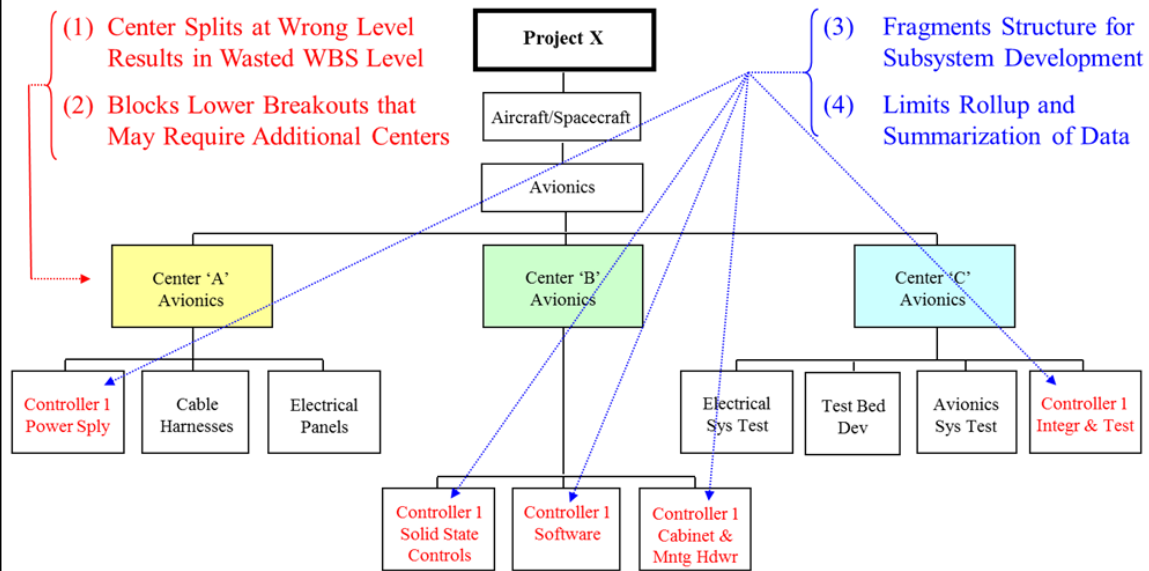 (1) Center Splits at Wrong Level
Results in Wasted WBS Level
(2) Blocks Lower Breakouts that
May Require Additional Centers
Project X
(3) Fragments Structure for
Subsystem Development
(4) Limits Rollup and
Summarization of Data
Aircraft/Spacecraft
Avionics
Center ‘A’
Avionics
Center ‘B’
Avionics
Center ‘C’
Avionics
Controller 1
Power Sply
Cable
Harnesses
Electrical
Panels
Electrical
Sys Test
Test Bed
Dev
Avionics
Sys Test
Controller 1
Integr & Test
Controller 1
Solid State
Controls
Controller 1
Software
Controller 1
Cabinet &
Mntg Hdwr